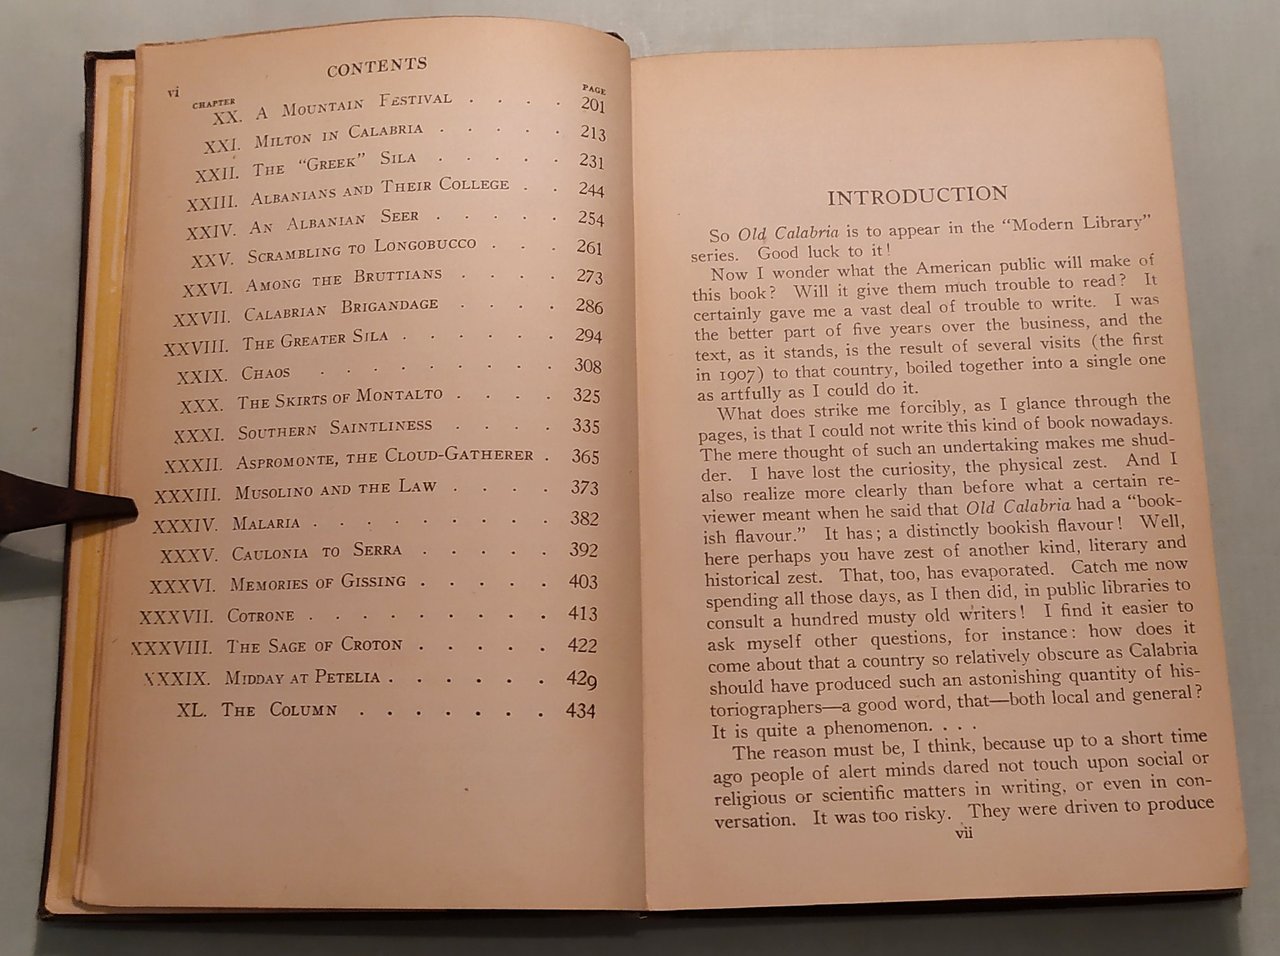 vi
CONTENTS
CHAPTER PAGE
XX. A Mountain Festival . . . . 201
XXI. Milton in Calabria . . . . . 213
XXII. The "Greek" Sila . . . . . 231
XXIII. Albanians and Their College . . 244
XXIV. An Albanian Seer . . . . . 254
XXV. Scrambling to Longobucco . . . 261
XXVI. Among the Bruttians . . . . 273
XXVII. Calabrian Brigandage . . . . 286
XXVIII. The Greater Sila . . . . . . 294
XXIX. Chaos . . . . . . . . 308
XXX. The Skirts of Montalto . . . . 325
XXXI. Southern Saintliness . . . . 335
XXXII. Aspromonte, the Cloud-Gatherer . 365
XXXIII. Musolino and the Law . . . . 373
XXXIV. Malaria . . . . . . . . . 382
XXXV. Caulonia to Serra . . . . . 392
XXXVI. Memories of Gissing . . . . . 403
XXXVII. Cotrone . . . . . . . . . 413
XXXVIII. The Sage of Croton . . . . . 422
XXXIX. Midday at Petelia . . . . . . 429
XL. The Column . . . . . . . 434
INTRODUCTION
So Old Calabria is to appear in the "Modern Library"
series. Good luck to it!
Now I wonder what the American public will make of
this book? Will it give them much trouble to read? It
certainly gave me a vast deal of trouble to write. I was
the better part of five years over the business, and the
text, as it stands, is the result of several visits (the first
in 1907) to that country, boiled together into a single one
as artfully as I could do it.
What does strike me forcibly, as I glance through the
pages, is that I could not write this kind of book nowadays.
The mere thought of such an undertaking makes me shud-
der. I have lost the curiosity, the physical zest. And I
also realize more clearly than before what a certain re-
viewer meant when he said that Old Calabria had a "book-
ish flavour." It has; a distinctly bookish flavour! Well,
here perhaps you have zest of another kind, literary and
historical zest. That, too, has evaporated. Catch me now
spending all those days, as I then did, in public libraries to
consult a hundred musty old writers! I find it easier to
ask myself other questions, for instance: how does it
come about that a country so relatively obscure as Calabria
should have produced such an astonishing quantity of his-
toriographers—a good word, that—both local and general?
It is quite a phenomenon. . . .
The reason must be, I think, because up to a short time
ago people of alert minds dared not touch upon social or
religious or scientific matters in writing, or even in con-
versation. It was too risky. They were driven to produce
vii